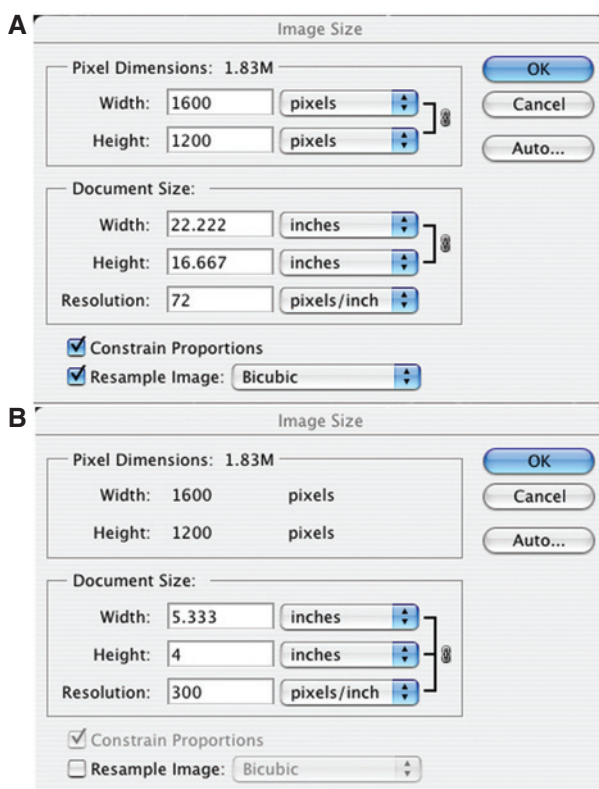 A
Image Size
Pixel Dimensions: 1.83M
OK
Width: 1600 pixels
Cancel
Height: 1200 pixels
Auto...
Document Size:
Width: 22.222 inches
Height: 16.667 inches
Resolution: 72 pixels/inch
Constrain Proportions
Resample Image: Bicubic
B
Image Size
Pixel Dimensions: 1.83M
OK
Width: 1600 pixels
Cancel
Height: 1200 pixels
Auto...
Document Size:
Width: 5.333 inches
Height: 4 inches
Resolution: 300 pixels/inch
Constrain Proportions
Resample Image: Bicubic